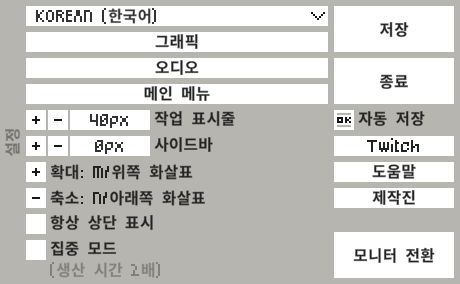 KOREAN (한국어)
그래픽
오디오
메인 메뉴
저장
종료
설정
+ - 40px 작업 표시줄
+ - 0px 사이드바
+ 확대: M/위쪽 화살표
- 축소: N/아래쪽 화살표
항상 상단 표시
집중 모드
(생산 시간 2배)
OK 자동 저장
Twitch
도움말
제작진
모니터 전환